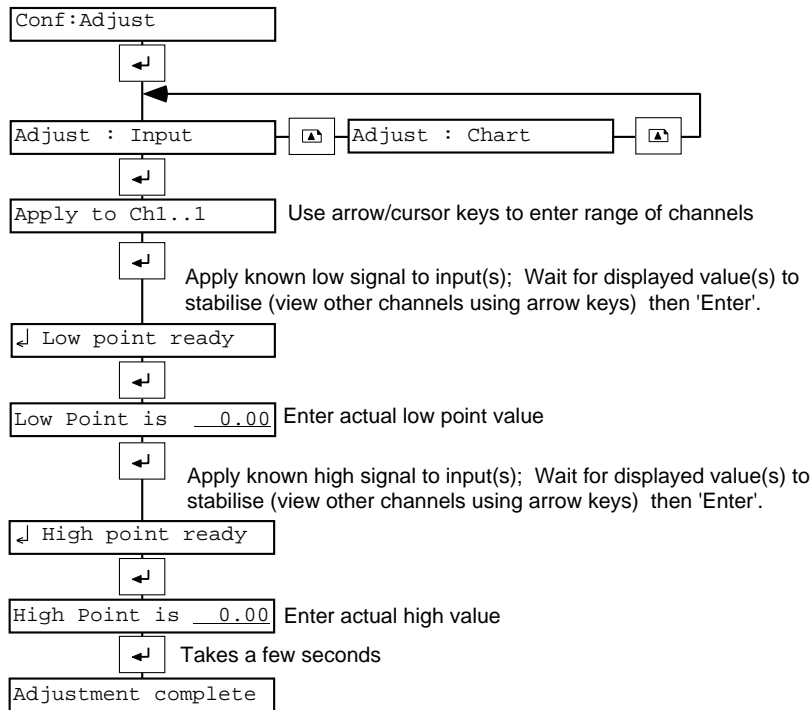 Conf:Adjust
Adjust : Input
Adjust : Chart
Apply to Ch1..1
Use arrow/cursor keys to enter range of channels
Apply known low signal to input(s); Wait for displayed value(s) to
stabilise (view other channels using arrow keys) then 'Enter'.
↲ Low point ready
Low Point is 0.00
Enter actual low point value
Apply known high signal to input(s); Wait for displayed value(s) to
stabilise (view other channels using arrow keys) then 'Enter'.
↲ High point ready
High Point is 0.00
Enter actual high value
Takes a few seconds
Adjustment complete